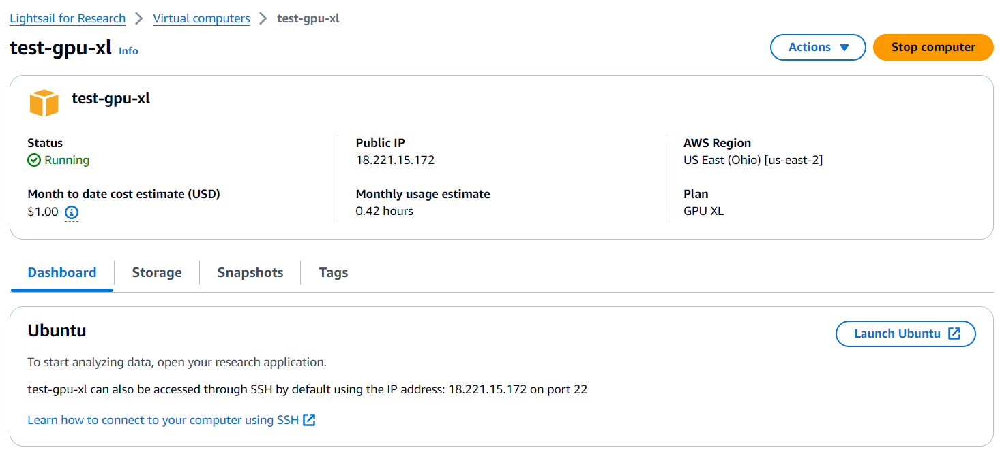 Lightsail for Research > Virtual computers > test-gpu-xl
test-gpu-xl Info
Actions
Stop computer
test-gpu-xl
Status
Running
Public IP
18.221.15.172
AWS Region
US East (Ohio) [us-east-2]
Month to date cost estimate (USD)
$1.00
Monthly usage estimate
0.42 hours
Plan
GPU XL
Dashboard
Storage
Snapshots
Tags
Ubuntu
Launch Ubuntu
To start analyzing data, open your research application.
test-gpu-xl can also be accessed through SSH by default using the IP address: 18.221.15.172 on port 22
Learn how to connect to your computer using SSH